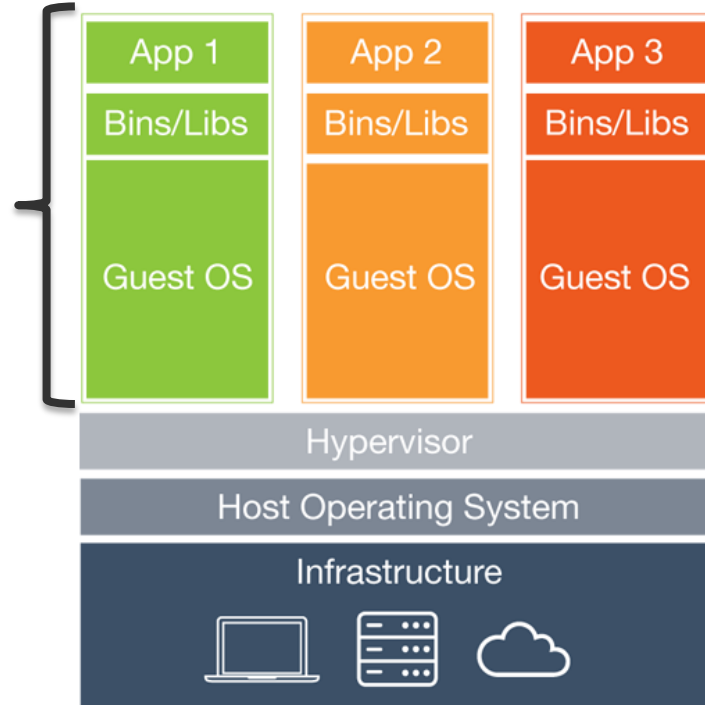 App 1
App 2
App 3
Bins/Libs
Bins/Libs
Bins/Libs
Guest OS
Guest OS
Guest OS
Hypervisor
Host Operating System
Infrastructure